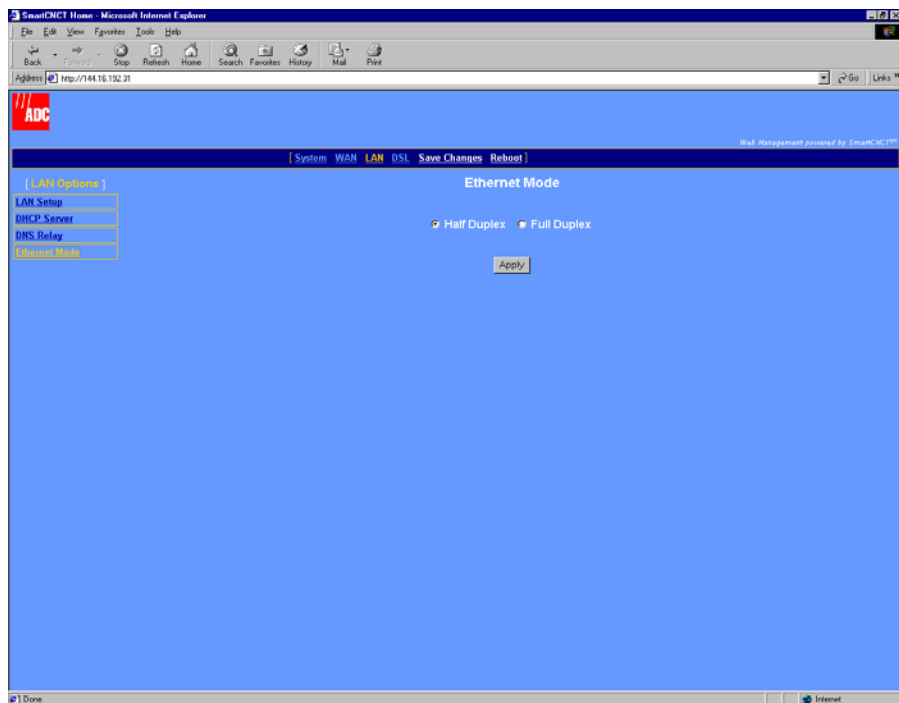 SmartCNCT Home - Microsoft Internet Explorer
File Edit View Favorites Tools Help
Back Forward Stop Refresh Home Search Favorites History Mail Print
Address http://144.16.132.31 Go Links »
ADC
Web Management powered by SmartCNCT™
[ System WAN LAN DSL Save Changes Reboot ]
[ LAN Options ]
LAN Setup
DHCP Server
DNS Relay
Ethernet Mode
Ethernet Mode
Half Duplex Full Duplex
Apply
Done Internet